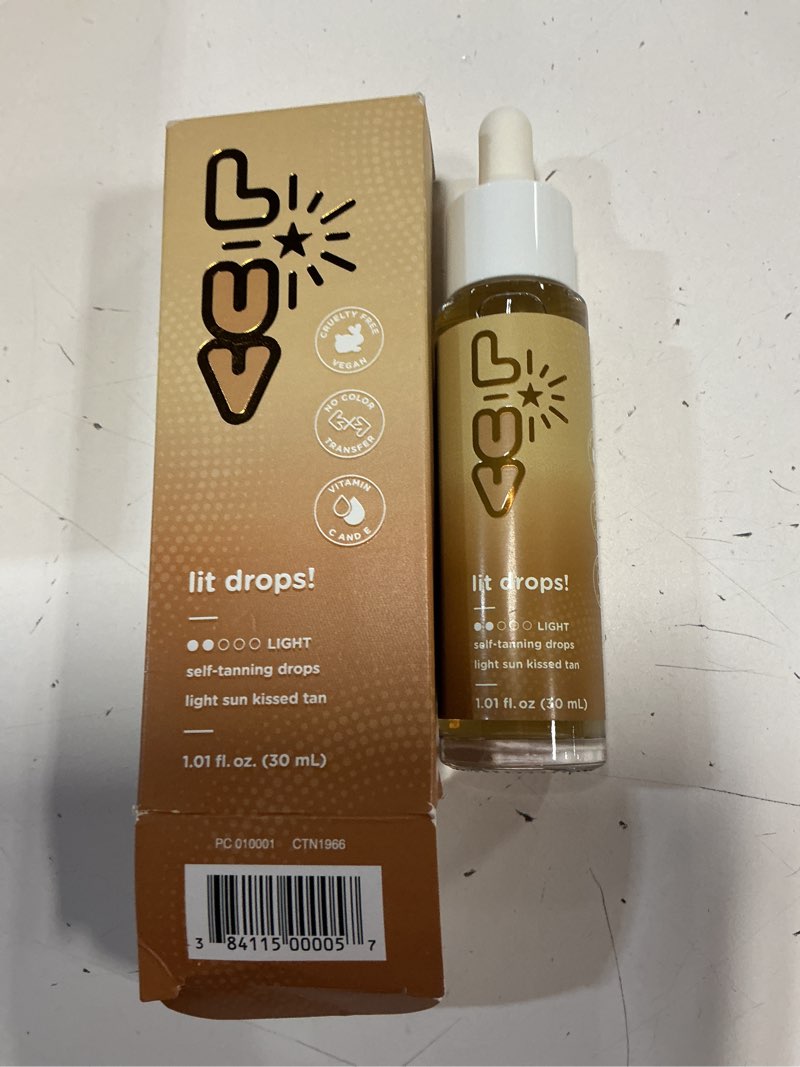 CRUELTY FREE
VEGAN
NO COLOR
TRANSFER
VITAMIN
C AND E
lit drops!
LIGHT
self-tanning drops
light sun kissed tan
1.01 fl. oz. (30 mL)
PC 010001 CTN1966
3 84115 00005 7
lit drops!
LIGHT
self-tanning drops
light sun kissed tan
1.01 fl. oz (30 mL)